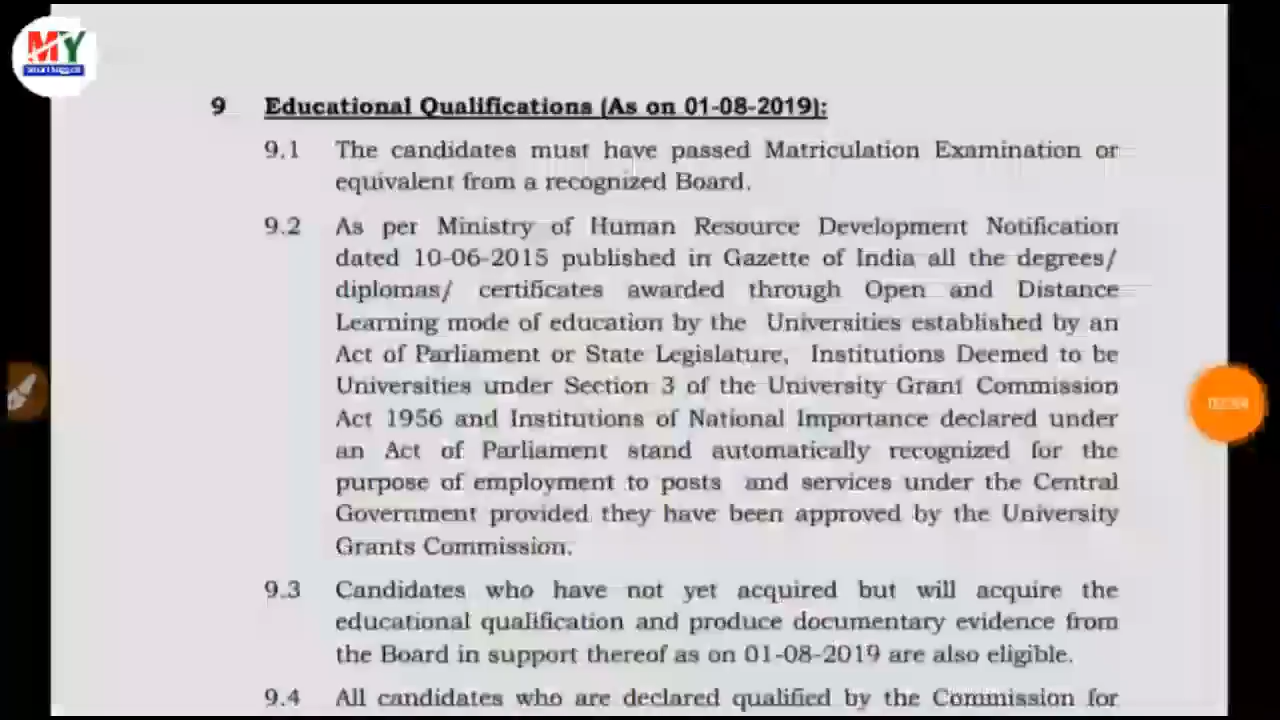 MY
9 Educational Qualifications (As on 01-08-2019):
9.1 The candidates must have passed Matriculation Examination or
equivalent from a recognized Board.
9.2 As per Ministry of Human Resource Development Notification
dated 10-06-2015 published in Gazette of India all the degrees/
diplomas/ certificates awarded through Open and Distance
Learning mode of education by the Universities established by an
Act of Parliament or State Legislature, Institutions Deemed to be
Universities under Section 3 of the University Grant Commission
Act 1956 and Institutions of National Importance declared under
an Act of Parliament stand automatically recognized for the
purpose of employment to posts and services under the Central
Government provided they have been approved by the University
Grants Commission.
9.3 Candidates who have not yet acquired but will acquire the
educational qualification and produce documentary evidence from
the Board in support thereof as on 01-08-2019 are also eligible.
9.4 All candidates who are declared qualified by the Commission for